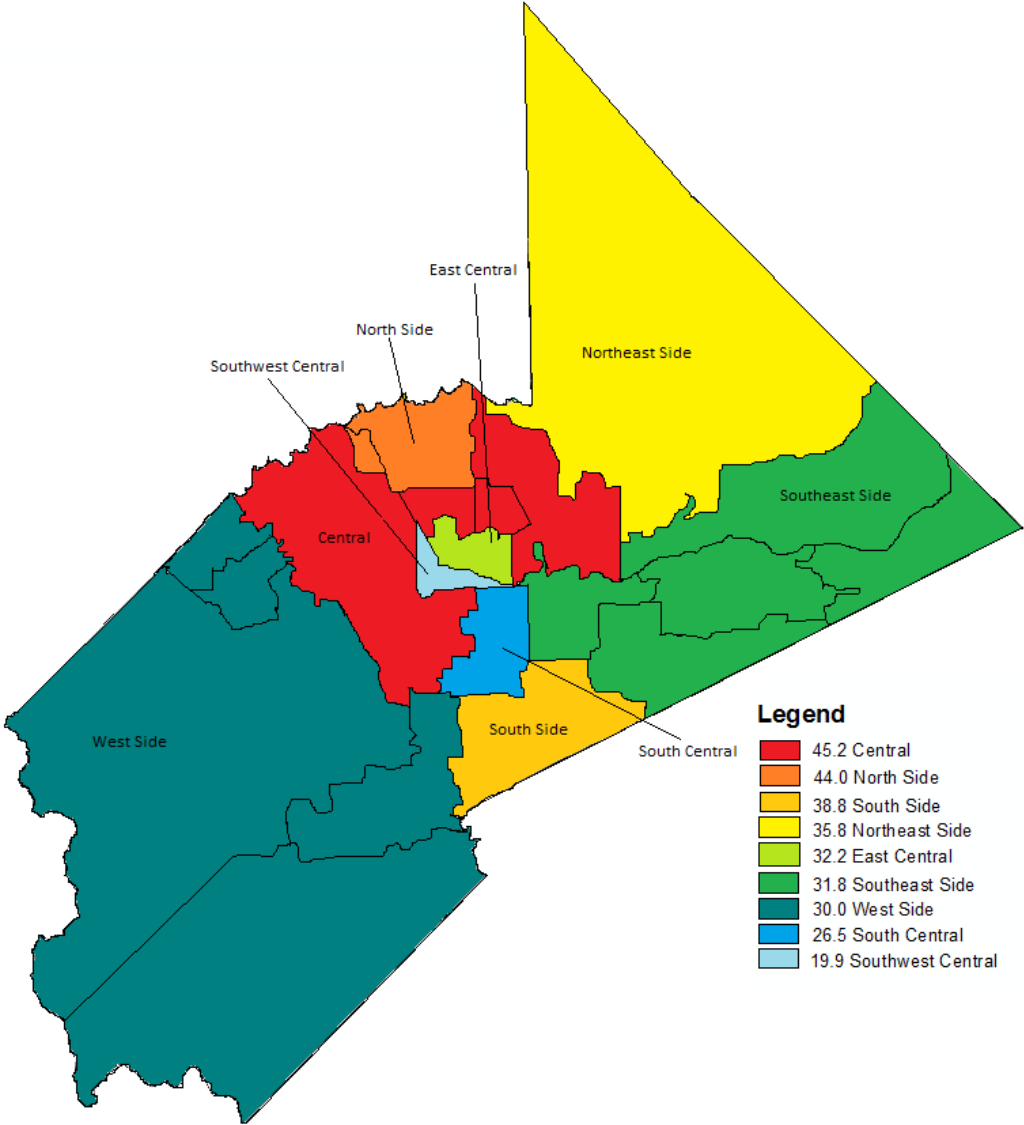 East Central
North Side
Northeast Side
Southwest Central
Southeast Side
Central
West Side
South Side
South Central
Legend
45.2 Central
44.0 North Side
38.8 South Side
35.8 Northeast Side
32.2 East Central
31.8 Southeast Side
30.0 West Side
26.5 South Central
19.9 Southwest Central